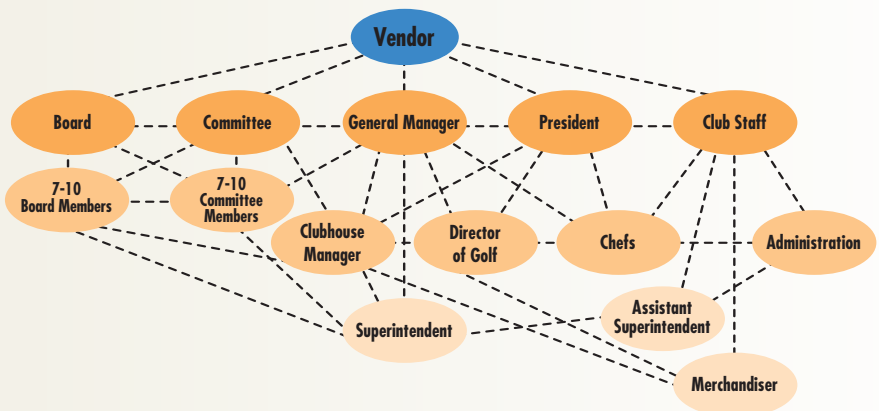 Vendor
Board
Committee
General Manager
President
Club Staff
7-10
Board Members
7-10
Committee
Members
Clubhouse
Manager
Director
of Golf
Chefs
Administration
Superintendent
Assistant
Superintendent
Merchandiser